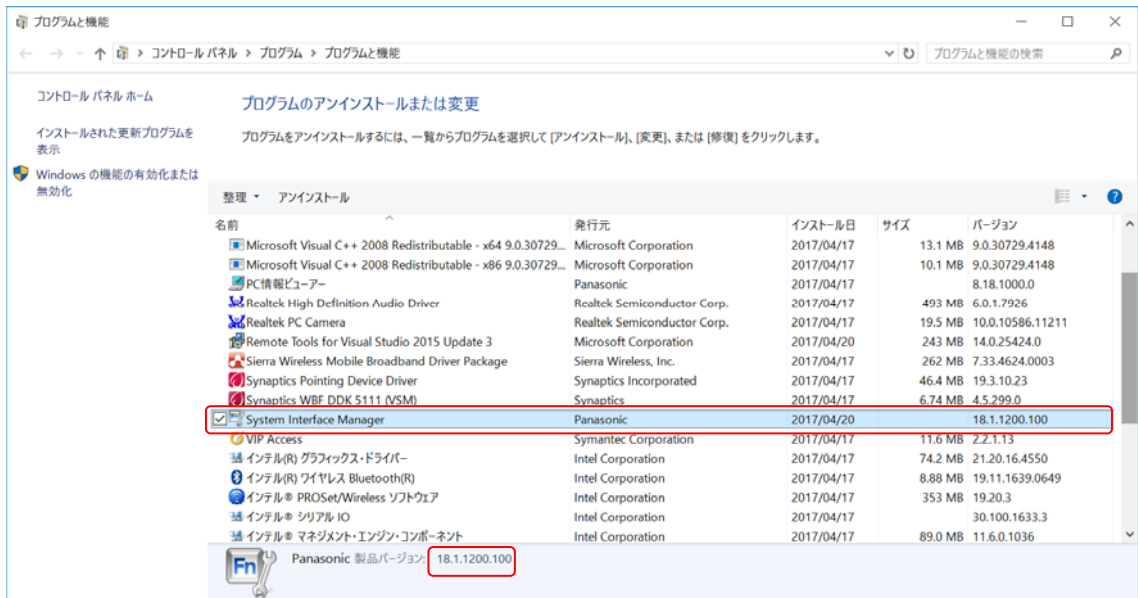 プログラムと機能
コントロール パネル > プログラム > プログラムと機能
プログラムと機能の検索
コントロール パネル ホーム
インストールされた更新プログラムを
表示
Windows の機能の有効化または
無効化
プログラムのアンインストールまたは変更
プログラムをアンインストールするには、一覧からプログラムを選択して [アンインストール]、[変更]、または [修復] をクリックします。
整理 アンインストール
名前 発行元 インストール日 サイズ バージョン
Microsoft Visual C++ 2008 Redistributable - x64 9.0.30729... Microsoft Corporation 2017/04/17 13.1 MB 9.0.30729.4148
Microsoft Visual C++ 2008 Redistributable - x86 9.0.30729... Microsoft Corporation 2017/04/17 10.1 MB 9.0.30729.4148
PC情報ビューアー Panasonic 2017/04/17 8.18.1000.0
Realtek High Definition Audio Driver Realtek Semiconductor Corp. 2017/04/17 493 MB 6.0.1.7926
Realtek PC Camera Realtek Semiconductor Corp. 2017/04/17 19.5 MB 10.0.10586.11211
Remote Tools for Visual Studio 2015 Update 3 Microsoft Corporation 2017/04/20 243 MB 14.0.25424.0
Sierra Wireless Mobile Broadband Driver Package Sierra Wireless, Inc. 2017/04/17 262 MB 7.33.4624.0003
Synaptics Pointing Device Driver Synaptics Incorporated 2017/04/17 46.4 MB 19.3.10.23
Synaptics WBF DDK 5111 (VSM) Synaptics 2017/04/17 6.74 MB 4.5.299.0
System Interface Manager Panasonic 2017/04/20 18.1.1200.100
VIP Access Symantec Corporation 2017/04/17 11.6 MB 2.2.1.13
インテル(R) グラフィックス・ドライバー Intel Corporation 2017/04/17 74.2 MB 21.20.16.4550
インテル(R) ワイヤレス Bluetooth(R) Intel Corporation 2017/04/17 8.88 MB 19.11.1639.0649
インテル® PROSet/Wireless ソフトウェア Intel Corporation 2017/04/17 353 MB 19.20.3
インテル® シリアル IO Intel Corporation 2017/04/17 30.100.1633.3
インテル® マネジメント・エンジン・コンポーネント Intel Corporation 2017/04/17 89.0 MB 11.6.0.1036
Fn Panasonic 製品バージョン: 18.1.1200.100